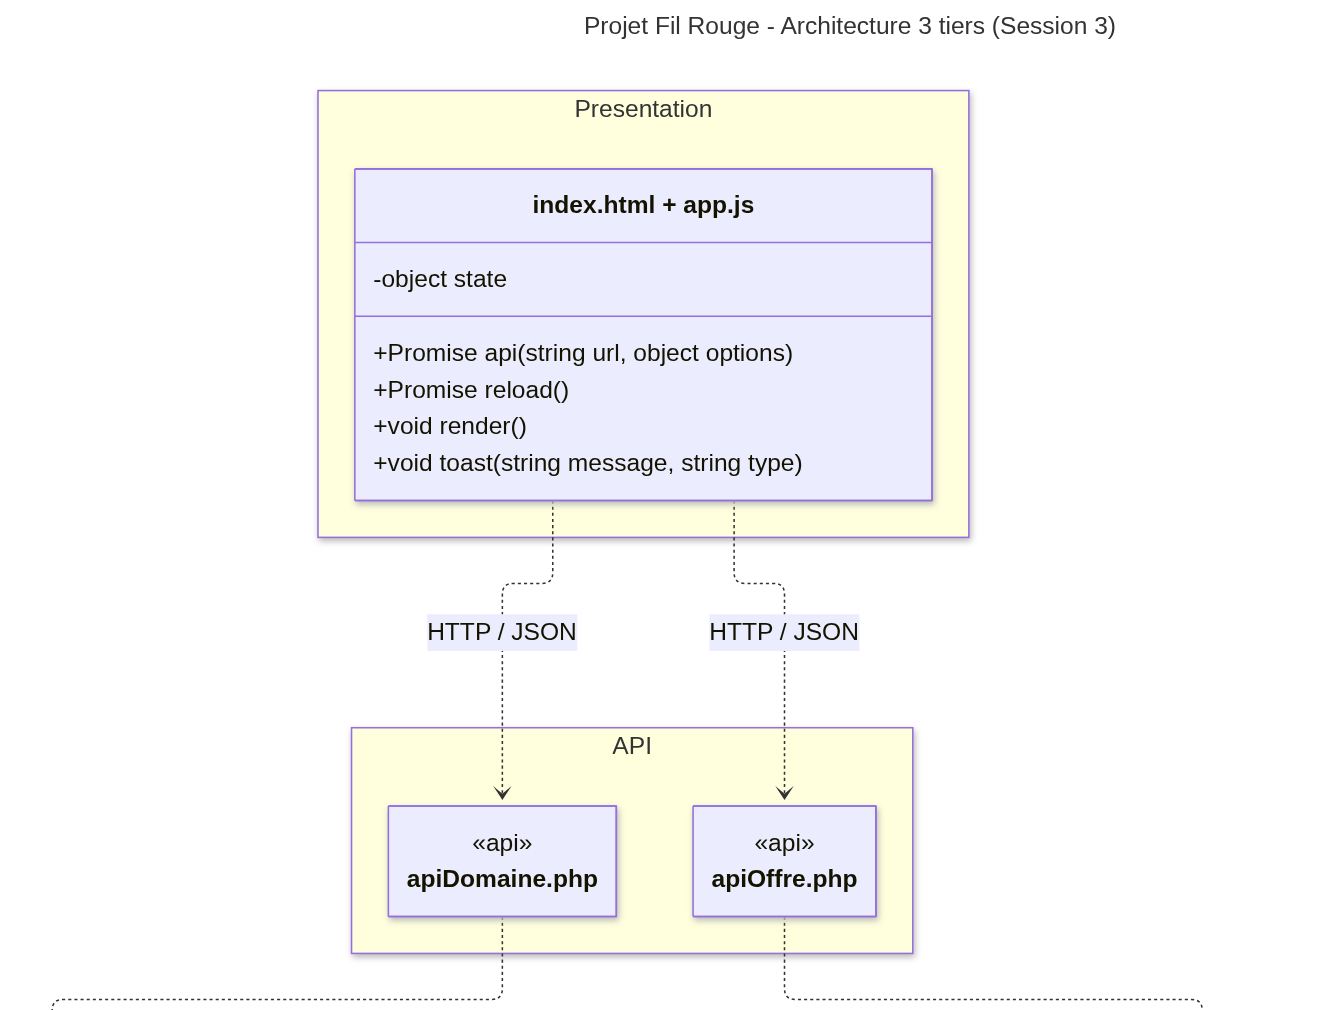 Projet Fil Rouge - Architecture 3 tiers (Session 3)
Presentation
index.html + app.js
-object state
+Promise api(string url, object options)
+Promise reload()
+void render()
+void toast(string message, string type)
HTTP / JSON
HTTP / JSON
API
«api»
apiDomaine.php
«api»
apiOffre.php